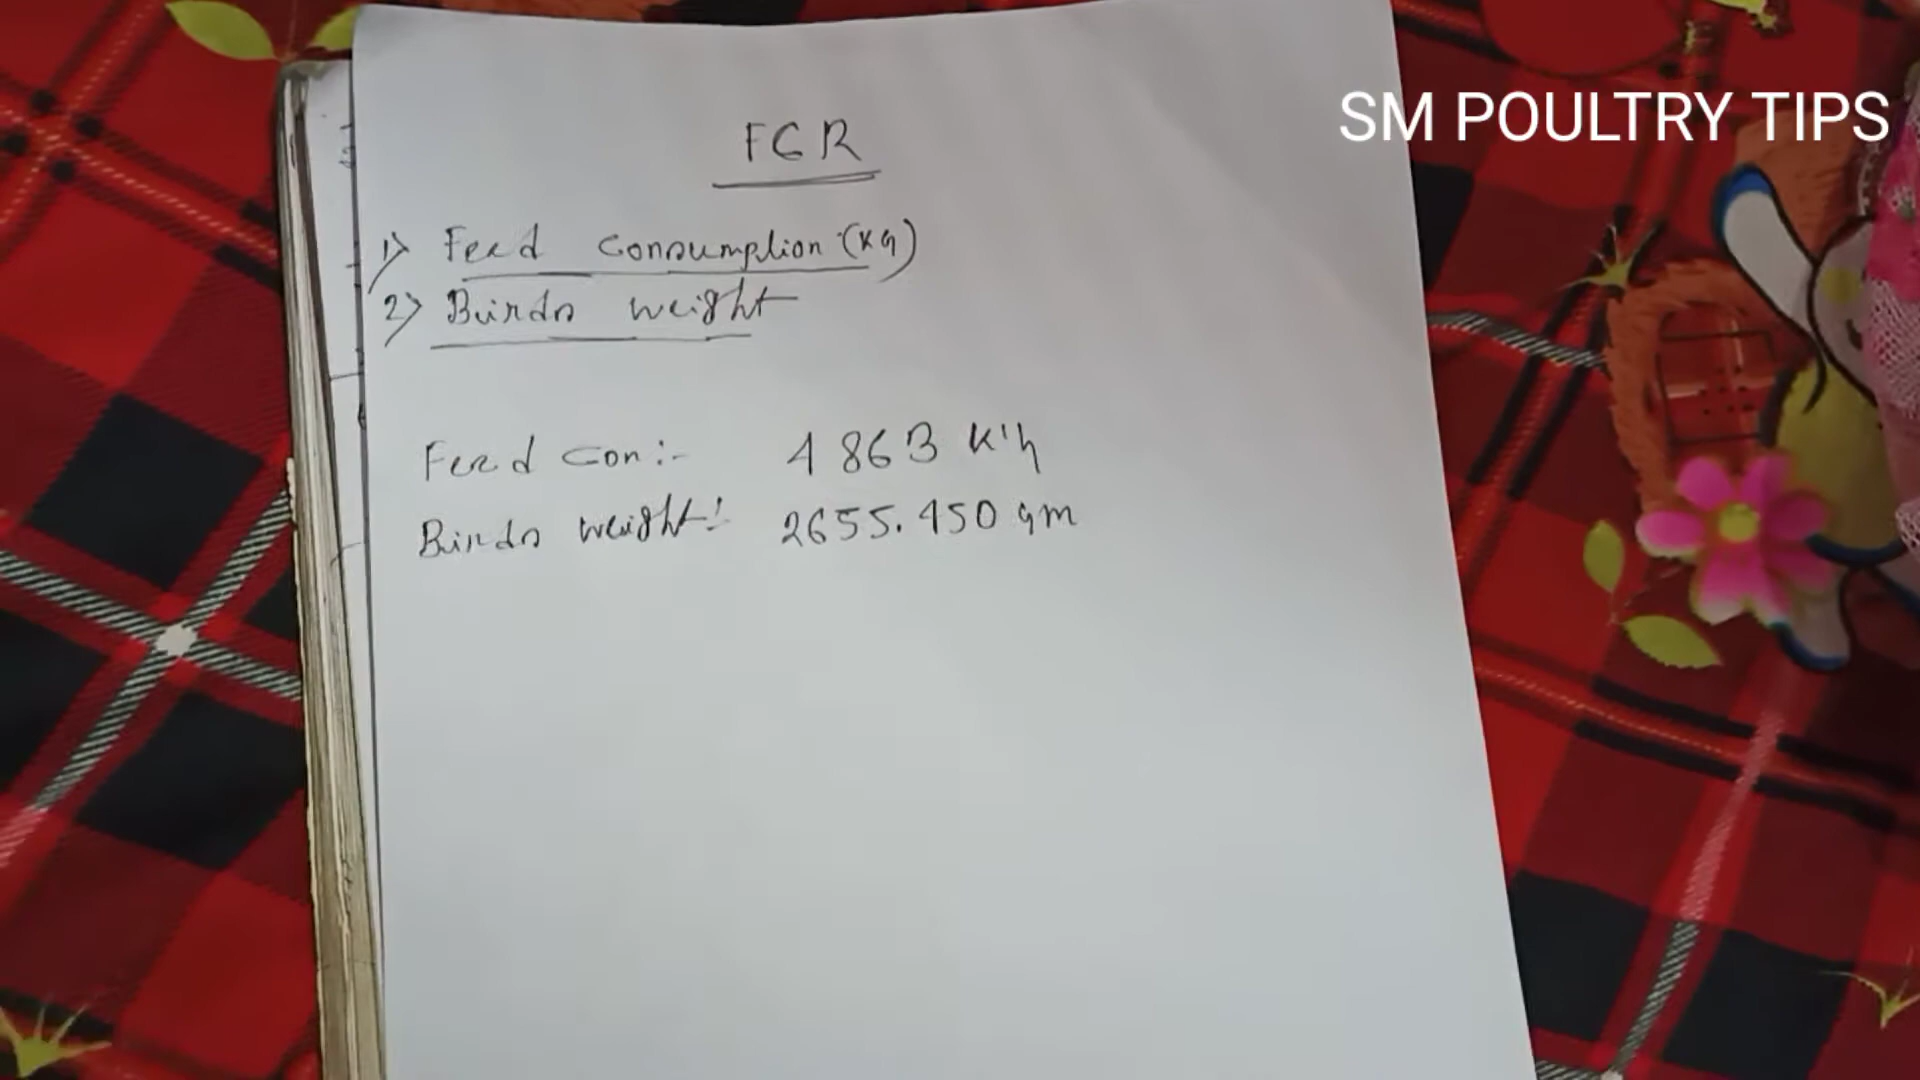 SM POULTRY TIPS
FCR
1) Feed Consumption (KG)
2) Birds weight
Feed con:- 4863 KG
Birds weight: 2655.450 gm